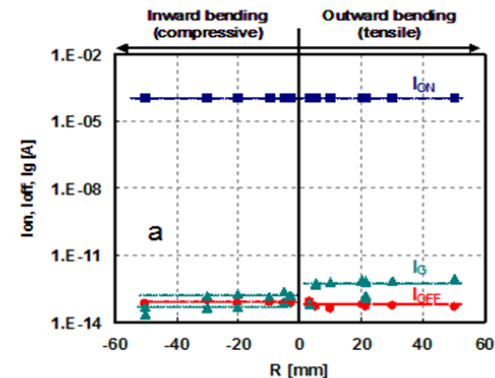 Inward bending
(compressive)
Outward bending
(tensile)
1.E-02
1.E-05
1.E-08
1.E-11
1.E-14
Ion, Ioff, Ig [A]
ION
a
IG
IOFF
-60
-40
-20
0
20
40
60
R [mm]